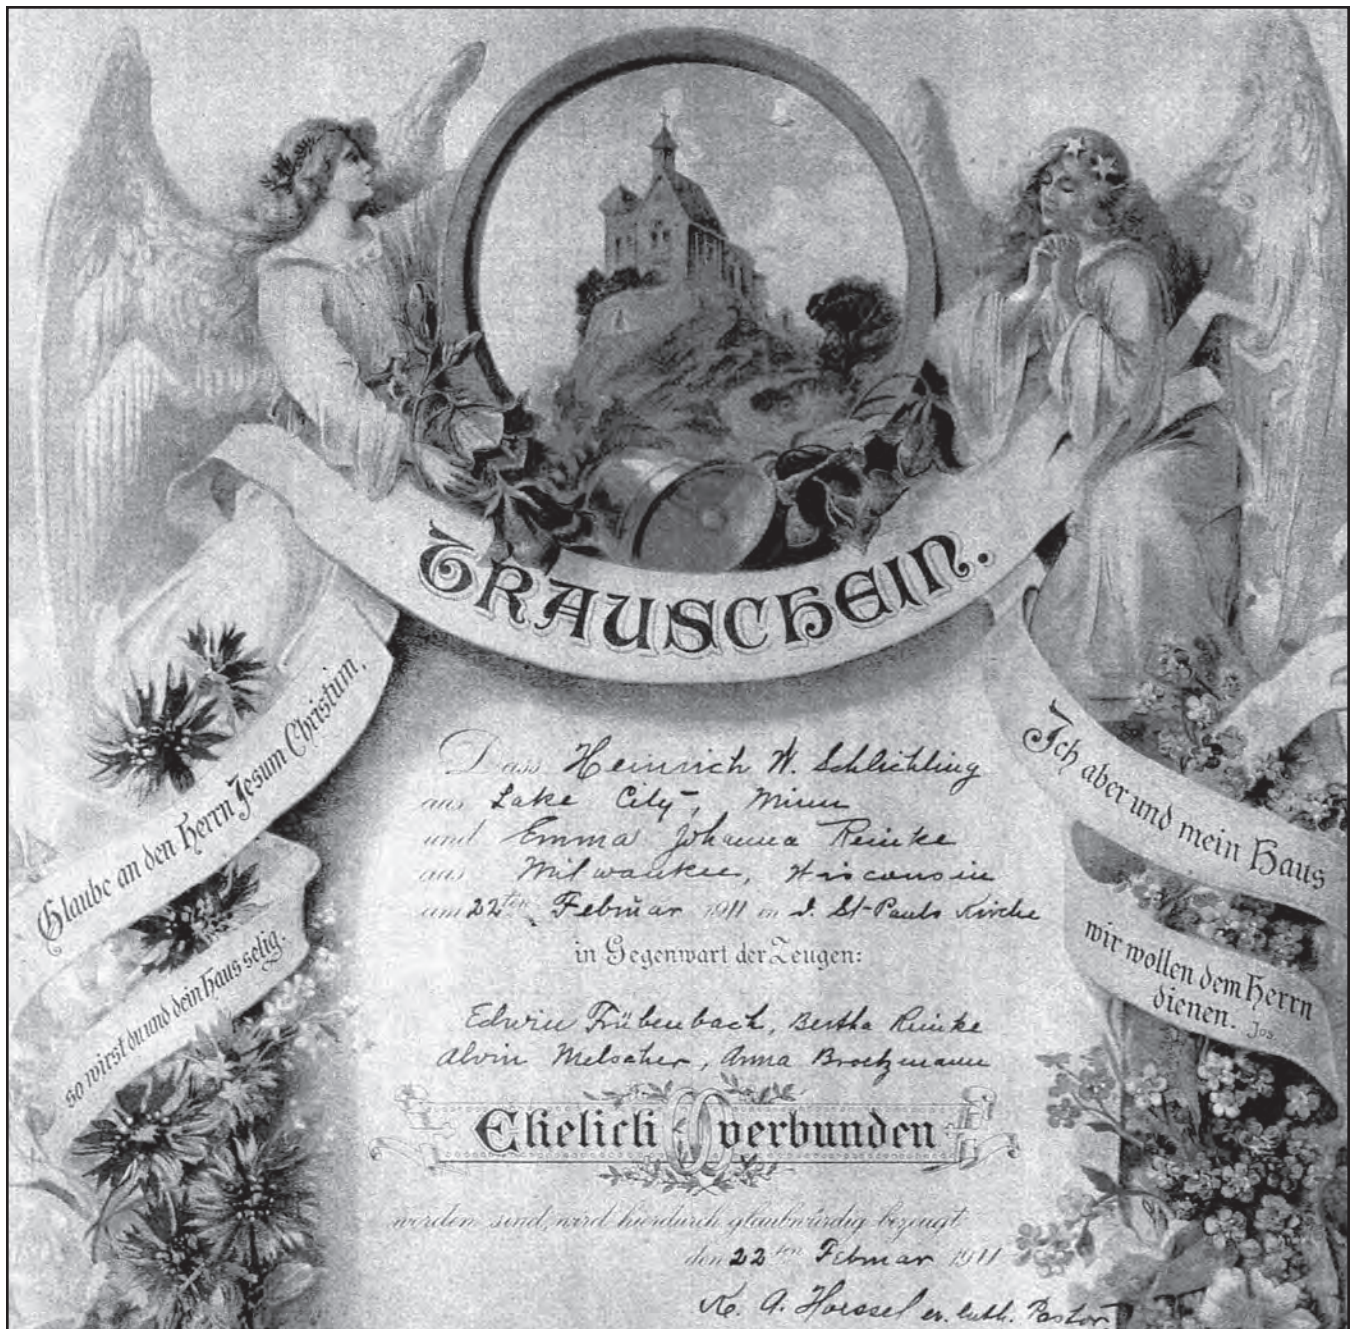 TRAUSCHEIN.
Glaube an den Herrn Jesum Christum,
so wirst du und dein Haus selig.
Ich aber und mein Haus
wir wollen dem Herrn
dienen. Jos.
Dass Heinrich W. Schlichting
aus Lake City, Minn
und Emma Johanna Reinke
aus Milwaukee, Wisconsin
am 22ten Februar 1911 in d. St Pauls Kirche
in Gegenwart der Zeugen:
Edwin Trübenbach, Bertha Reinke
Alvin Melscher, Anna Broetzmann
Ehelich verbunden
worden sind, wird hierdurch glaubwürdig bezeugt
den 22ten Februar 1911
A. ev. luth. Pastor